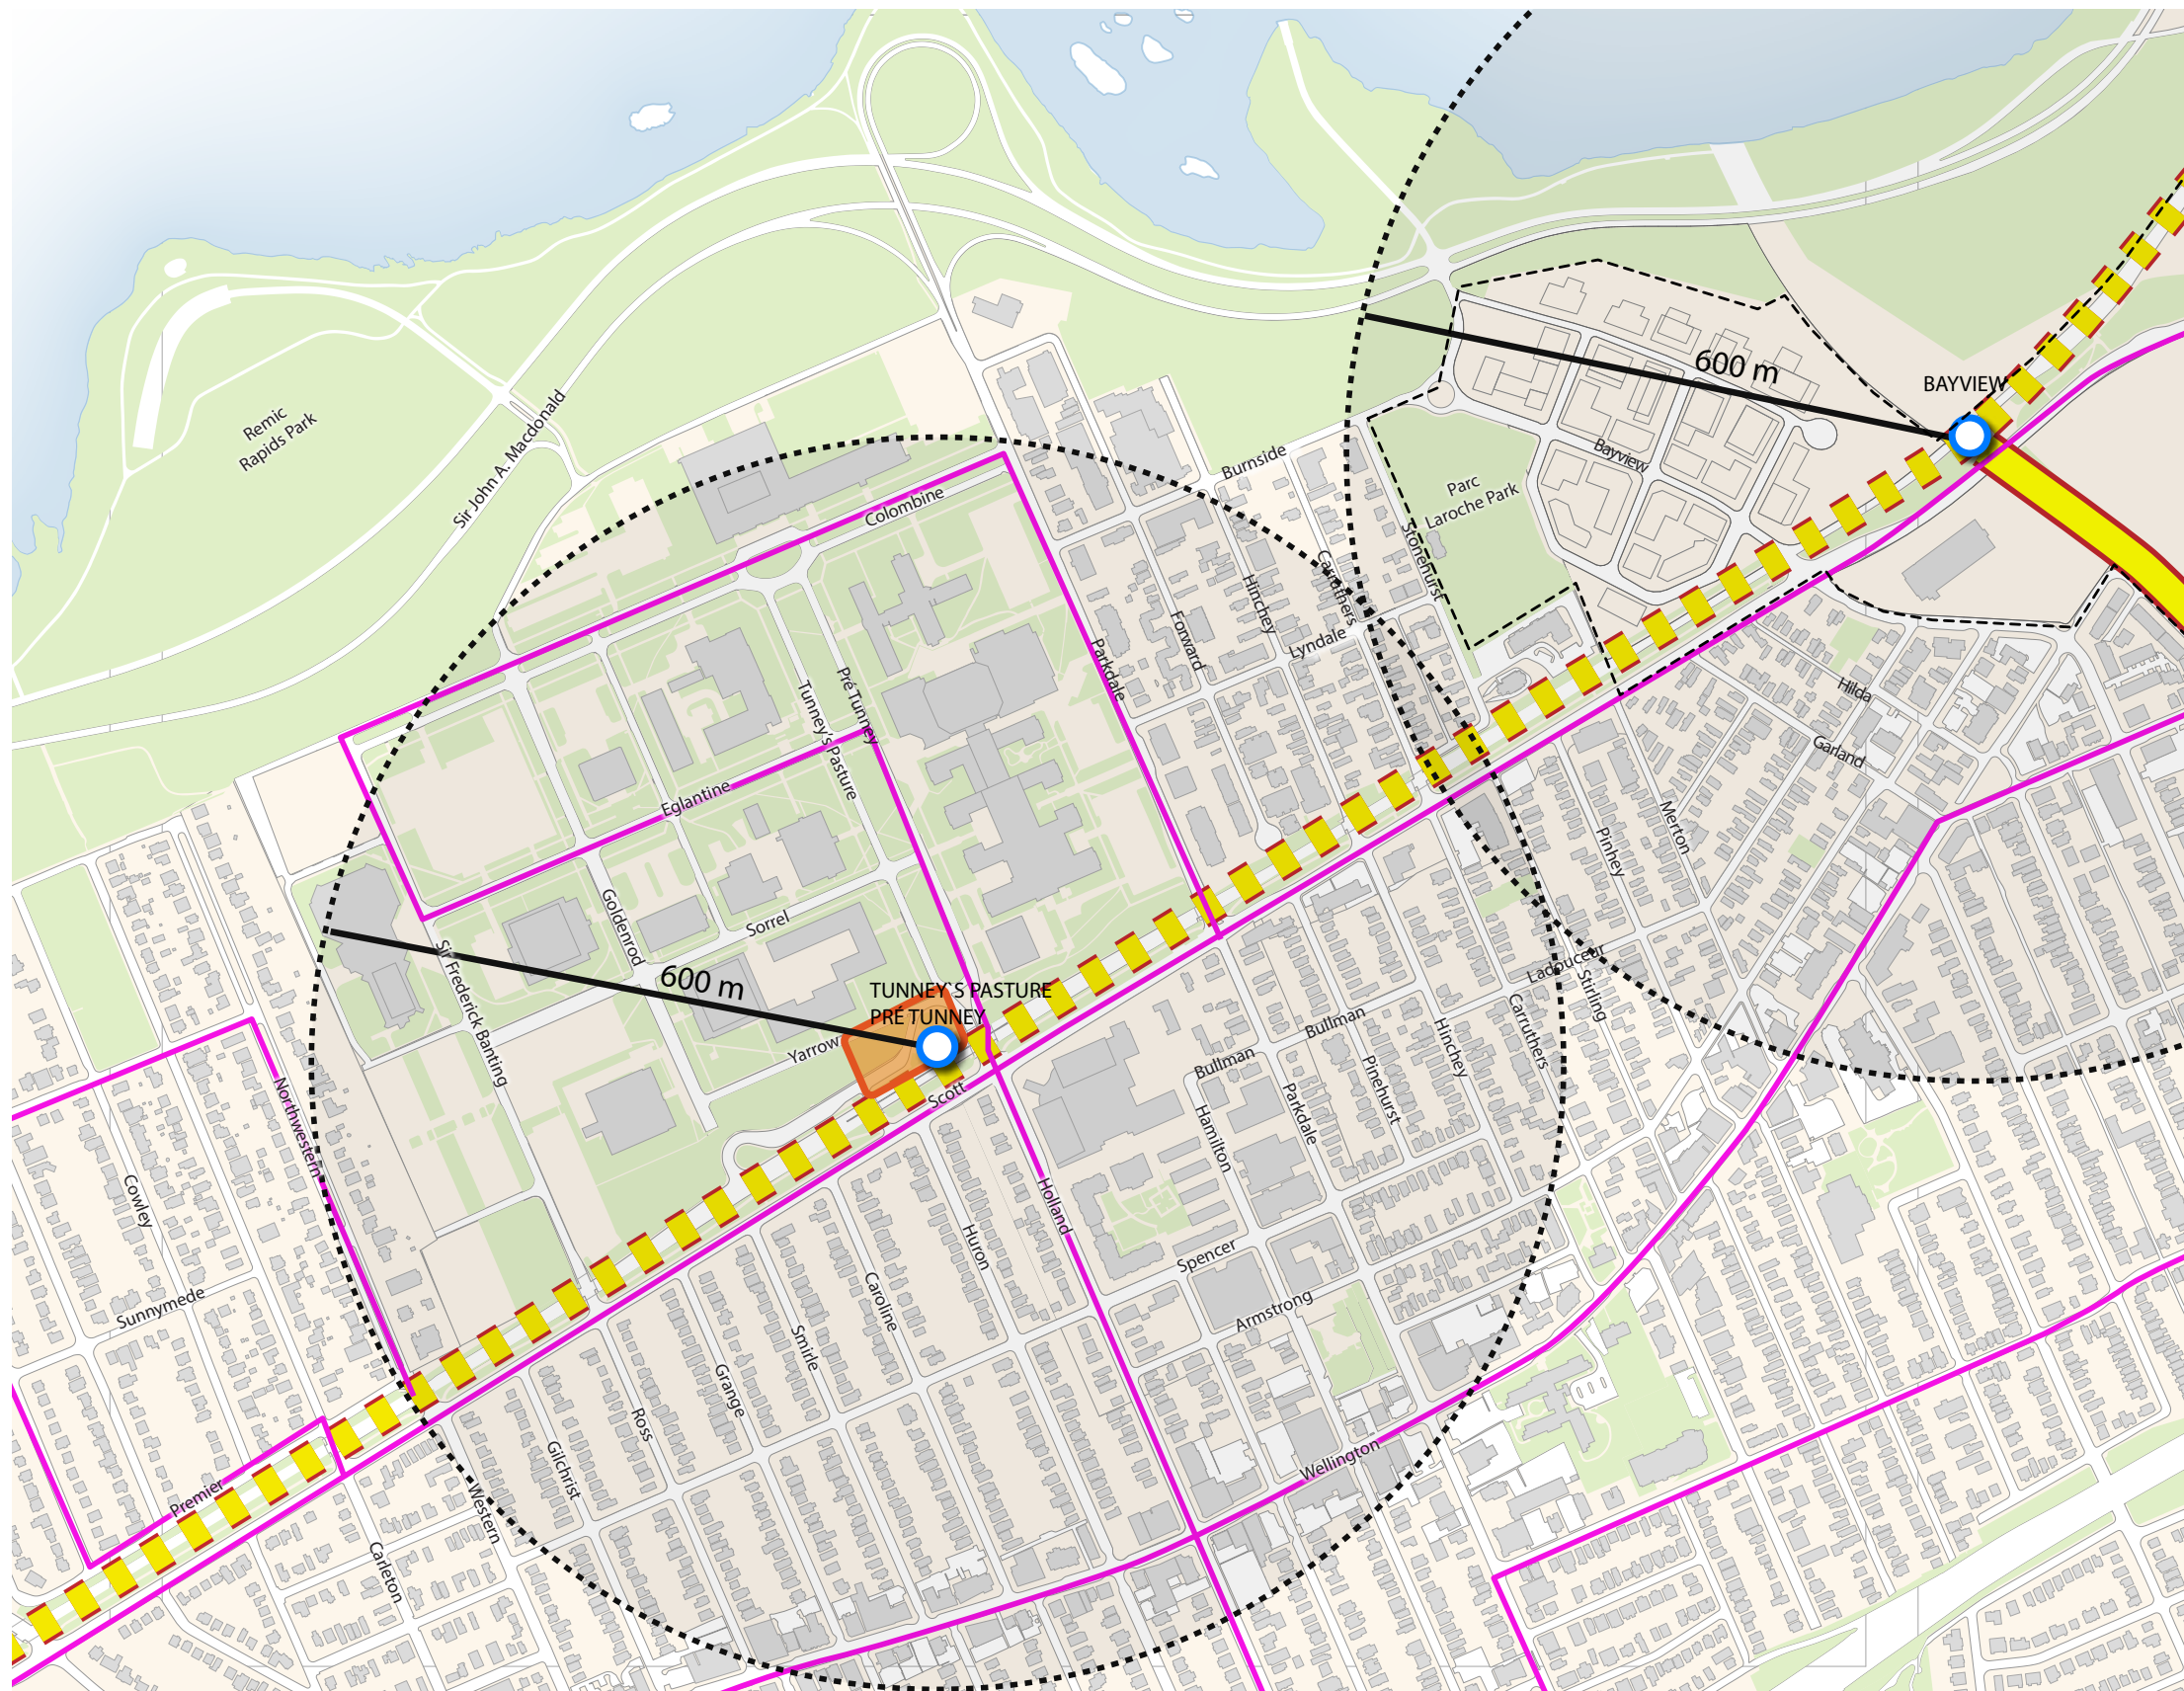 600 m
BAYVIEW
Remic
Rapids Park
Sir John A. Macdonald
Burnside
Bayview
Parc
Laroche Park
Colombine
Stonehurst
Carruthers
Hinchey
Forward
Lyndale
Parkdale
Pré Tunney
Tunney's Pasture
Hilda
Garland
Eglantine
Merton
Pinhey
Goldenrod
Sorrel
Sir Frederick Banting
600 m
TUNNEY`S PASTURE
PRÉ TUNNEY
Yarrow
Scott
Ladouceur
Stirling
Carruthers
Bullman
Hinchey
Bullman
Pinehurst
Parkdale
Hamilton
Northwestern
Cowley
Holland
Huron
Spencer
Caroline
Armstrong
Sunnymede
Smirle
Grange
Ross
Gilchrist
Wellington
Premier
Western
Carleton